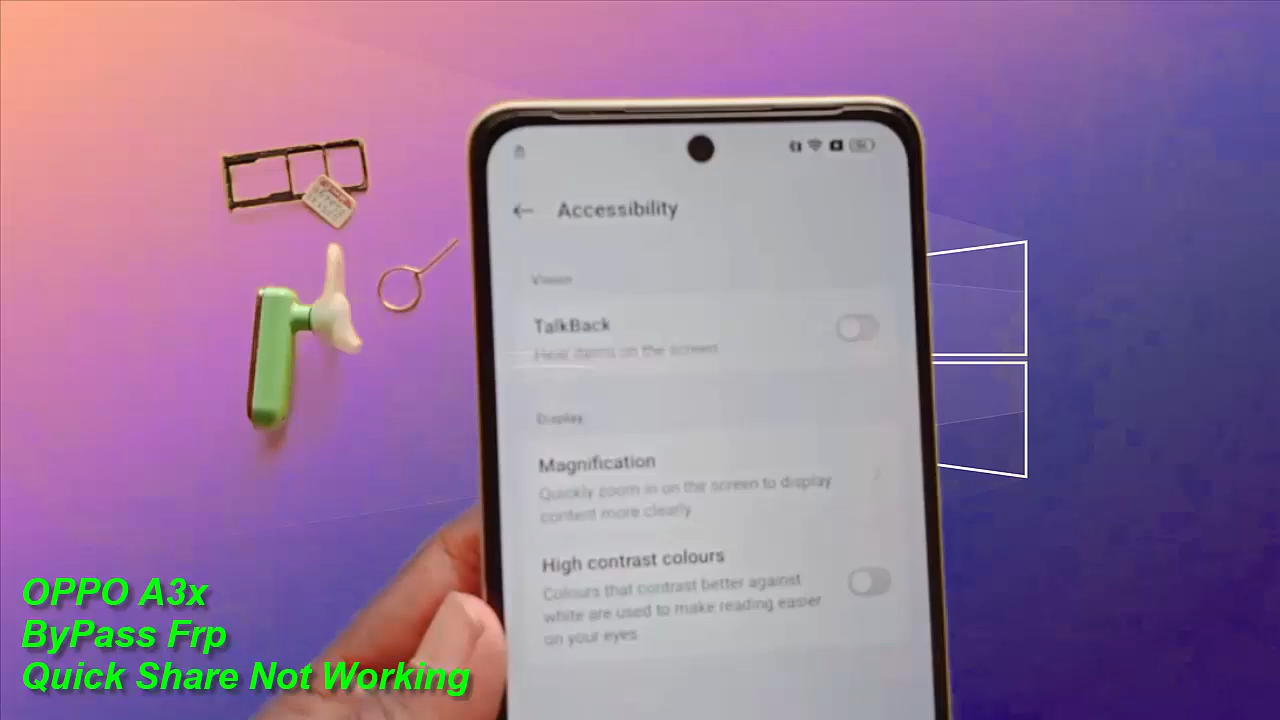 Accessibility
Vision
TalkBack
Hear items on the screen
Display
Magnification
Quickly zoom in on the screen to display
content more clearly
High contrast colours
Colours that contrast better against
white are used to make reading easier
on your eyes
OPPO A3x
ByPass Frp
Quick Share Not Working